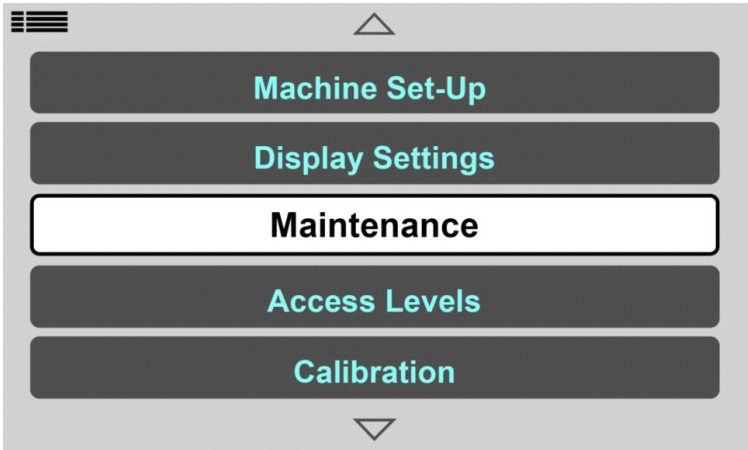 Machine Set-Up
Display Settings
Maintenance
Access Levels
Calibration